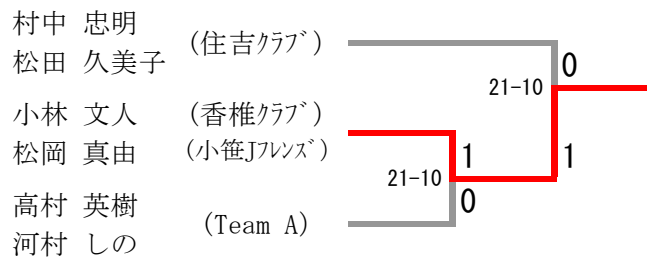 村中 忠明
松田 久美子
(住吉ｸﾗﾌﾞ)
0
21-10
小林 文人 (香椎ｸﾗﾌﾞ)
松岡 真由 (小笹Jﾌﾚﾝｽﾞ)
1 1
21-10
0
高村 英樹
河村 しの
(Team A)